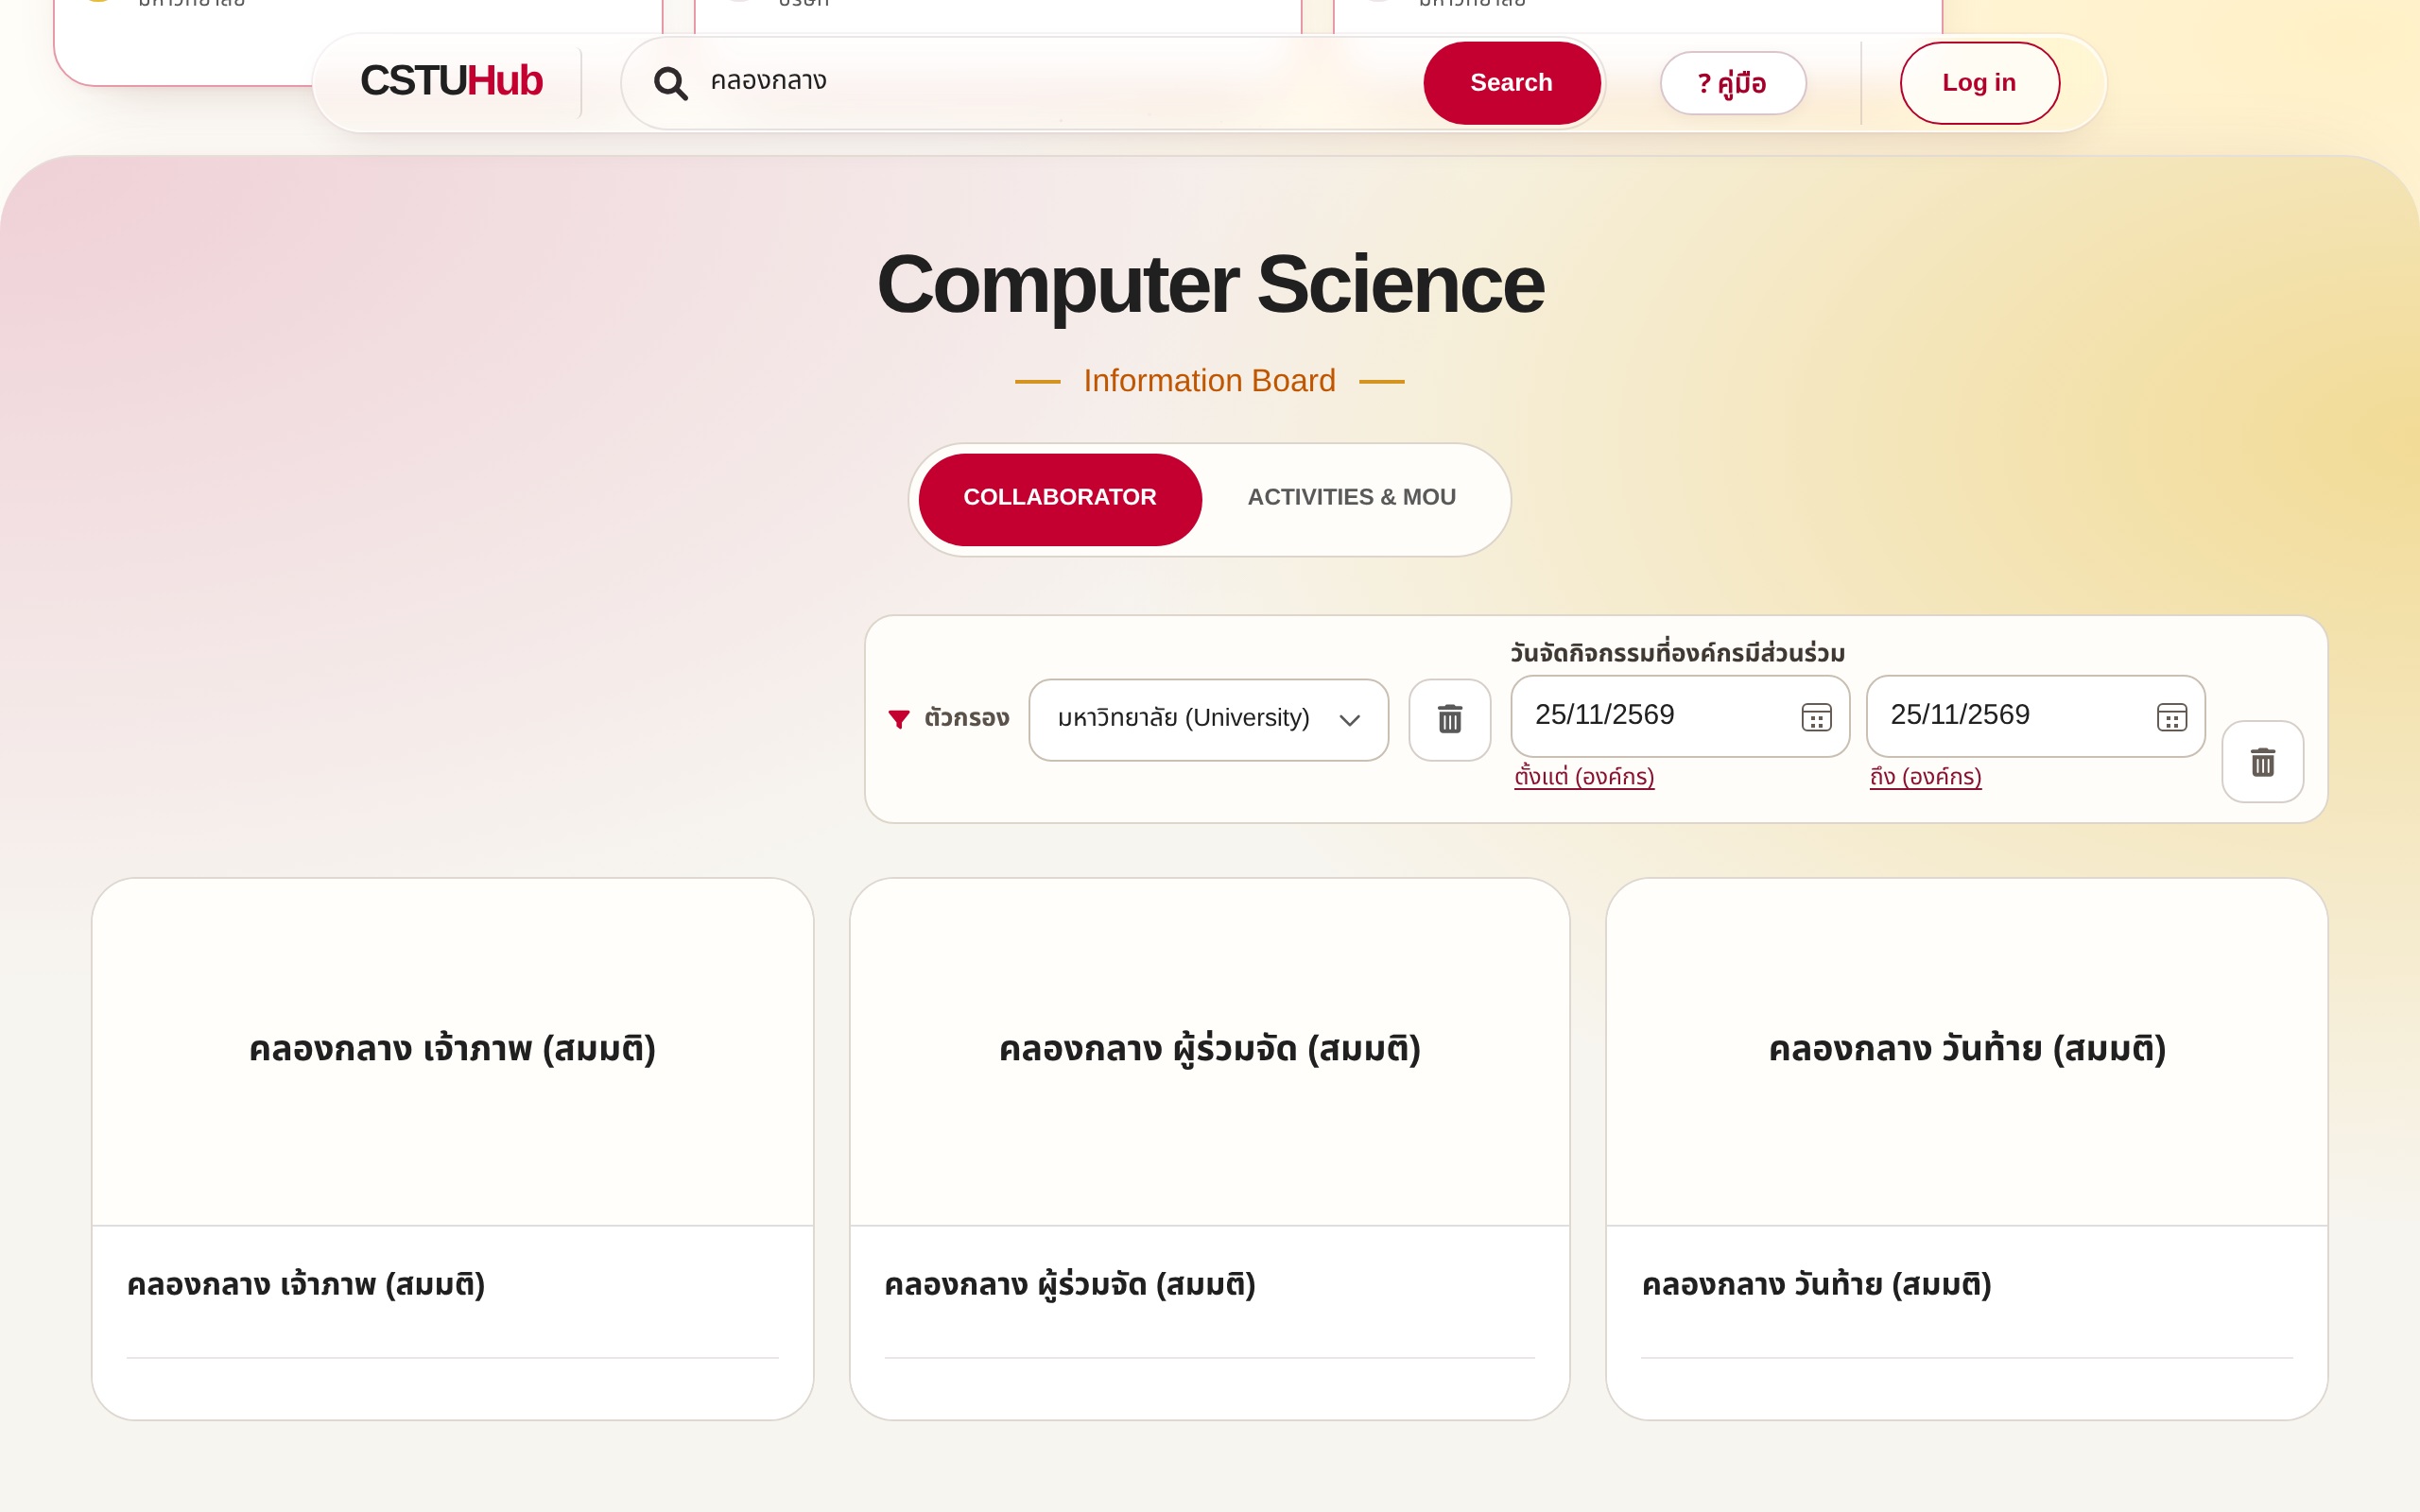 CSTUHub
คลองกลาง
Search
? คู่มือ
Log in
Computer Science
Information Board
COLLABORATOR
ACTIVITIES & MOU
วันจัดกิจกรรมที่องค์กรมีส่วนร่วม
ตัวกรอง
มหาวิทยาลัย (University)
25/11/2569
25/11/2569
ตั้งแต่ (องค์กร)
ถึง (องค์กร)
คลองกลาง เจ้าภาพ (สมมติ)
คลองกลาง ผู้ร่วมจัด (สมมติ)
คลองกลาง วันท้าย (สมมติ)
คลองกลาง เจ้าภาพ (สมมติ)
คลองกลาง ผู้ร่วมจัด (สมมติ)
คลองกลาง วันท้าย (สมมติ)